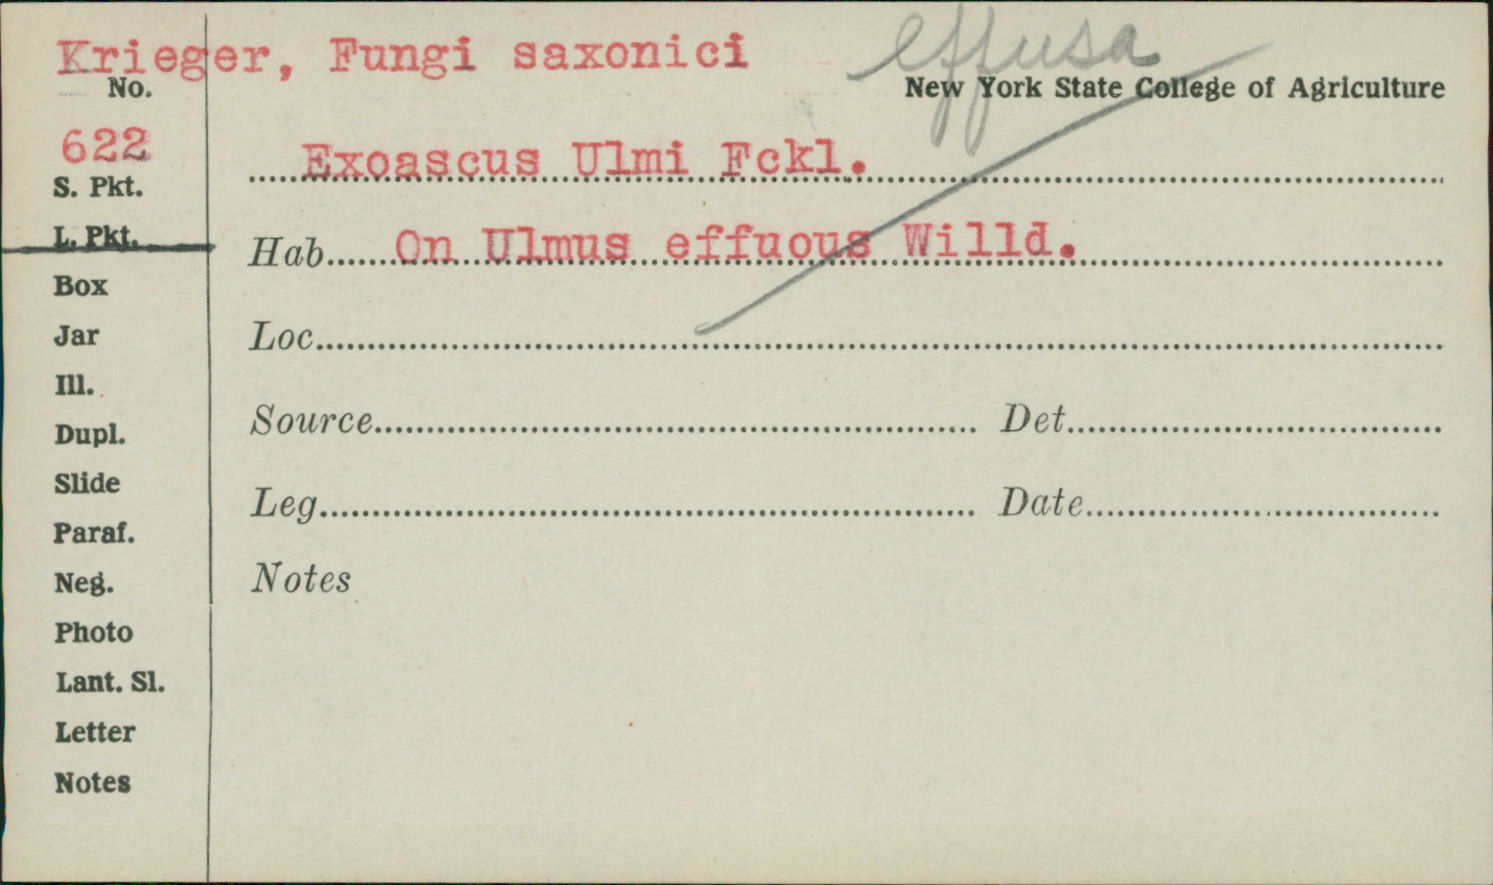 Krieger, Fungi saxonici
effusa
No.
New York State College of Agriculture
622
Exoascus Ulmi Fckl.
S. Pkt.
L. Pkt.
Hab. On Ulmus effuous Willd.
Box
Jar
Loc.
Ill.
Dupl.
Source Det.
Slide
Leg. Date
Paraf.
Neg.
Notes
Photo
Lant. Sl.
Letter
Notes